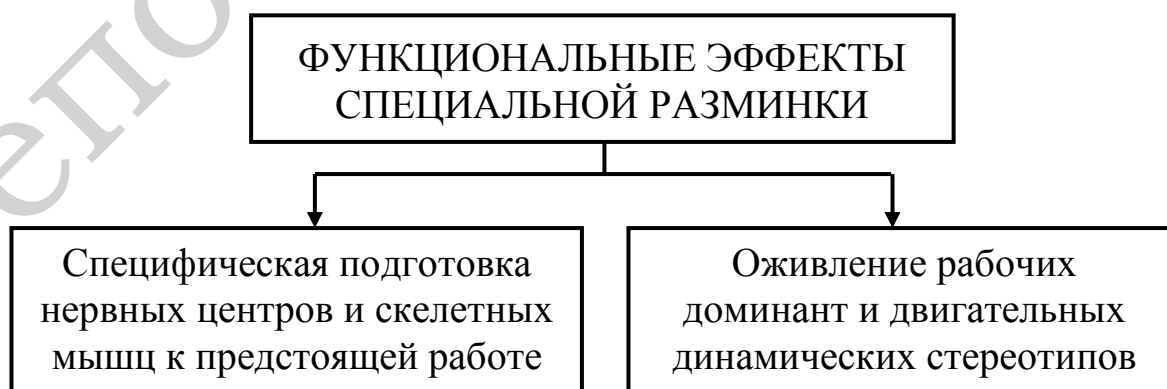 ФУНКЦИОНАЛЬНЫЕ ЭФФЕКТЫ
СПЕЦИАЛЬНОЙ РАЗМИНКИ
Специфическая подготовка
нервных центров и скелетных
мышц к предстоящей работе
Оживление рабочих
доминант и двигательных
динамических стереотипов